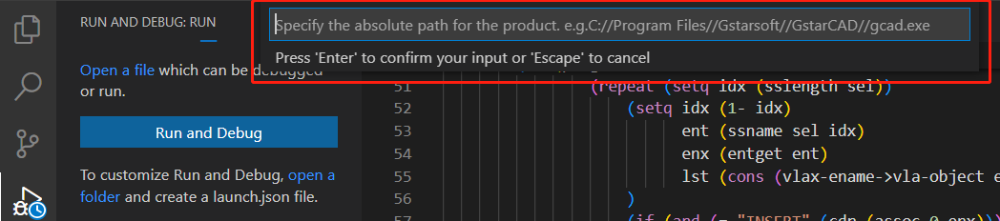 RUN AND DEBUG: RUN
Specify the absolute path for the product. e.g.C://Program Files//Gstarsoft//GstarCAD//gcad.exe
Press 'Enter' to confirm your input or 'Escape' to cancel
Open a file which can be debugged
or run.
Run and Debug
To customize Run and Debug, open a
folder and create a launch.json file.
51 (repeat (setq idx (sslength sel))
52 (setq idx (1- idx)
53 ent (ssname sel idx)
54 enx (entget ent)
55 lst (cons (vlax-ename->vla-object e
56 )
57 (if (and (= "INSERT" (cdr (assoc 0 enx)))